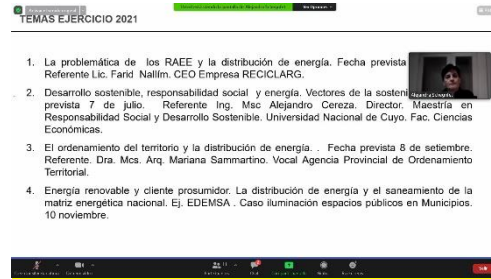 TEMAS EJERCICIO 2021
1. La problemática de los RAEE y la distribución de energía. Fecha prevista
Referente Lic. Farid Nallím. CEO Empresa RECICLARG.
2. Desarrollo sostenible, responsabilidad social y energía. Vectores de la sosteni
prevista 7 de julio. Referente Ing. Msc Alejandro Cereza. Director. Maestría en
Responsabilidad Social y Desarrollo Sostenible. Universidad Nacional de Cuyo. Fac. Ciencias
Económicas.
3. El ordenamiento del territorio y la distribución de energía. . Fecha prevista 8 de setiembre.
Referente. Dra. Mcs. Arq. Mariana Sammartino. Vocal Agencia Provincial de Ordenamiento
Territorial.
4. Energía renovable y cliente prosumidor. La distribución de energía y el saneamiento de la
matriz energética nacional. Ej. EDEMSA . Caso iluminación espacios públicos en Municipios.
10 noviembre.